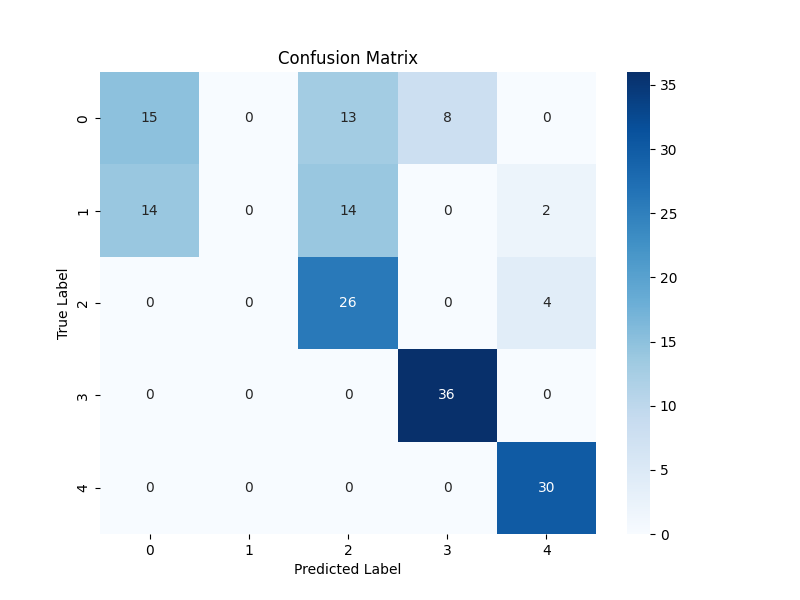 Confusion Matrix
True Label
0 15 0 13 8 0
1 14 0 14 0 2
2 0 0 26 0 4
3 0 0 0 36 0
4 0 0 0 0 30
0 1 2 3 4
Predicted Label
35
30
25
20
15
10
5
0